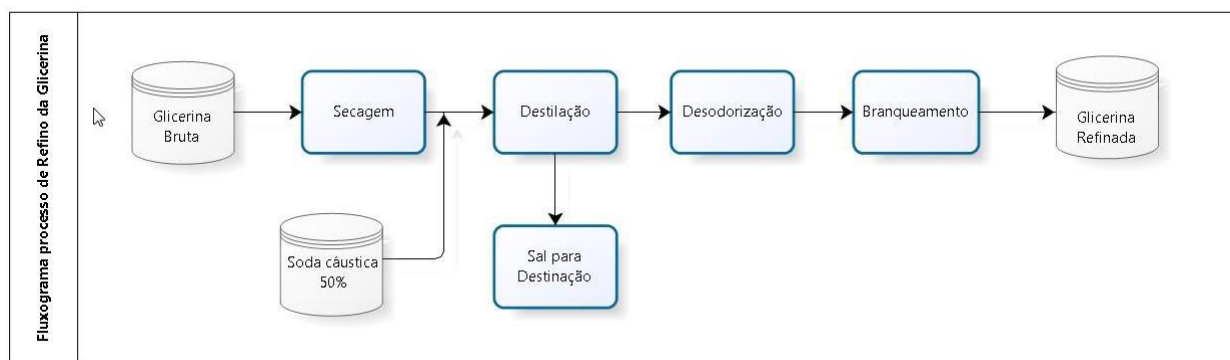 Fluxograma processo de Refino da Glicerina
Glicerina
Bruta
Secagem
Destilação
Desodorização
Branqueamento
Glicerina
Refinada
Soda cáustica
50%
Sal para
Destinação